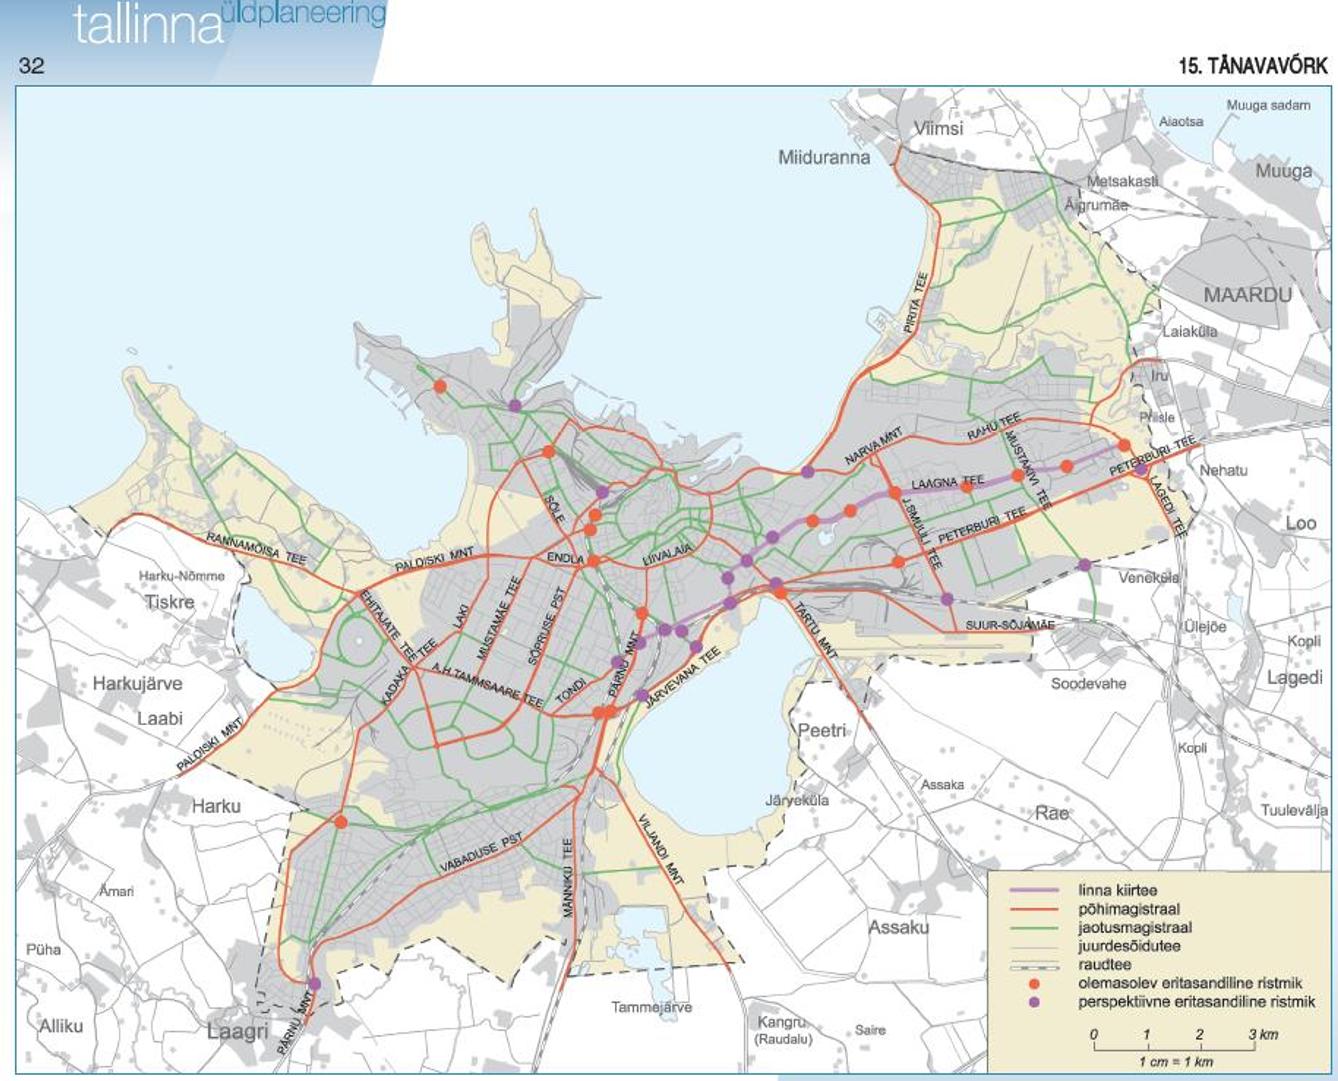 tallinna üldplaneering
32
15. TÄNAVAVÕRK
Muuga sadam
Aiaotsa
Viimsi
Miiduranna
Muuga
Metsakasti
Äigrumäe
MAARDU
PIRITA TEE
Laiaküla
Iru
Priisle
RAHU TEE
NARVA MNT
MUSTAKIVI TEE
PETERBURI TEE
Nehatu
LAAGNA TEE
LAGEDI TEE
SÕLE
J.SMUULI TEE
PETERBURI TEE
Loo
RANNAMÕISA TEE
PALDISKI MNT
ENDLA
LIIVALAIA
Harku-Nõmme
Tiskre
Veneküla
EHITAJATE TEE
LAKI
MUSTAMÄE TEE
SÕPRUSE PST
TARTU MNT
SUUR-SÕJAMÄE
Ülejõe
Kopli
KADAKA TEE
A.H.TAMMSAARE TEE
TONDI
PÄRNU MNT
JÄRVEVANA TEE
Harkujärve
Soodevahe
Lagedi
Laabi
PALDISKI MNT
Peetri
Kopli
Assaka
Järveküla
Harku
Rae
Tuulevälja
VILJANDI MNT
VABADUSE PST
MÄNNIKU TEE
Ämari
Assaku
Püha
Alliku
Laagri
PÄRNU MNT
Tammejärve
Kangru
(Raudalu)
Saire
linna kiirtee
põhimagistraal
jaotusmagistraal
juurdesõidutee
raudtee
olemasolev eritasandiline ristmik
perspektiivne eritasandiline ristmik
0 1 2 3 km
1 cm = 1 km